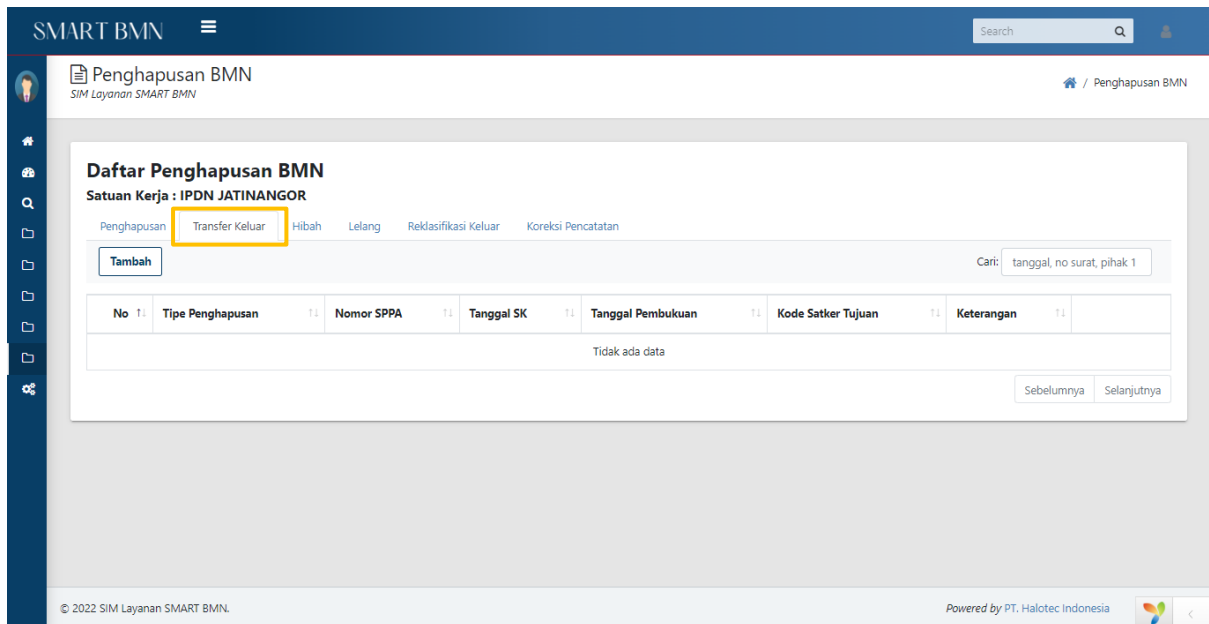 SMART BMN
Search
Penghapusan BMN
SIM Layanan SMART BMN
/ Penghapusan BMN
Daftar Penghapusan BMN
Satuan Kerja : IPDN JATINANGOR
Penghapusan Transfer Keluar Hibah Lelang Reklasifikasi Keluar Koreksi Pencatatan
Tambah
Cari: tanggal, no surat, pihak 1
No Tipe Penghapusan Nomor SPPA Tanggal SK Tanggal Pembukuan Kode Satker Tujuan Keterangan
Tidak ada data
Sebelumnya Selanjutnya
© 2022 SIM Layanan SMART BMN.
Powered by PT. Halotec Indonesia